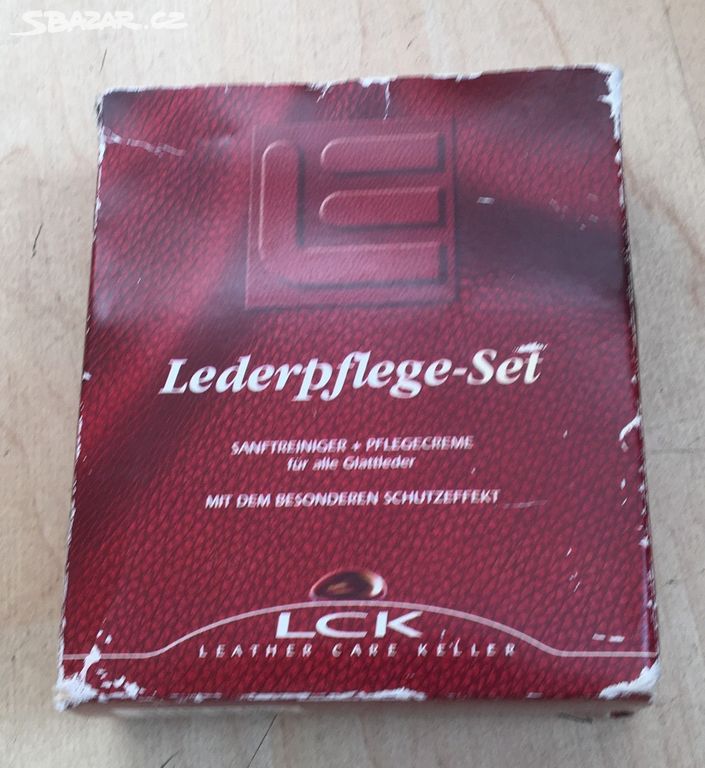 SBAZAR.CZ
Lederpflege-Set
SANFTREINIGER + PFLEGECREME
für alle Glattleder
MIT DEM BESONDEREN SCHUTZEFFEKT
LCK
LEATHER CARE KELLER